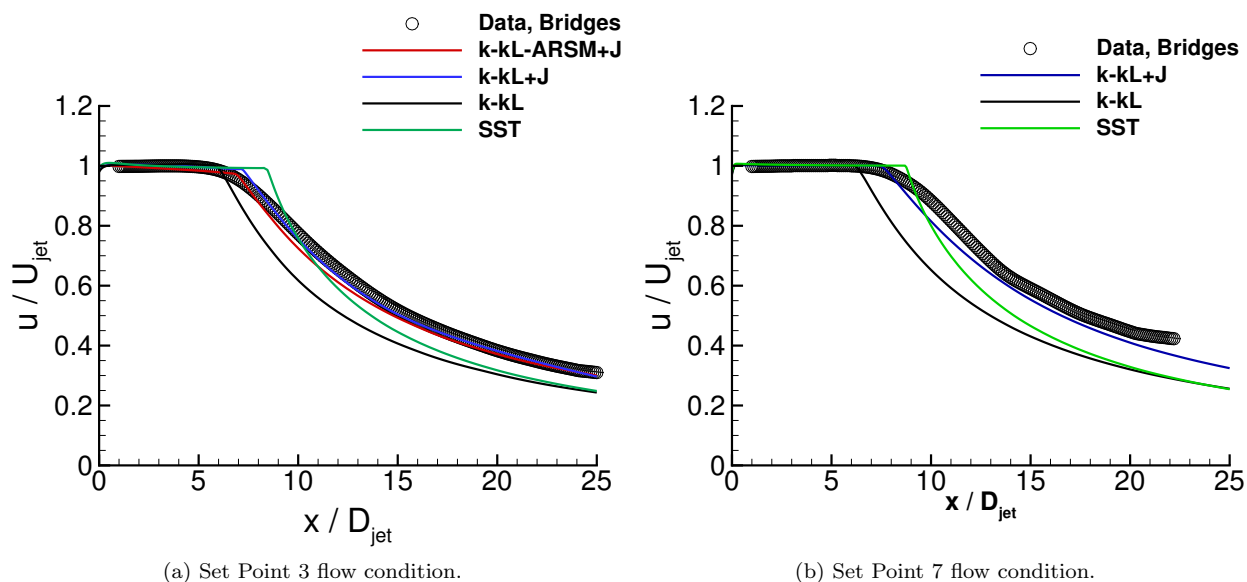 Data, Bridges
k-kL-ARSM+J
k-kL+J
k-kL
SST
1.2
1
0.8
0.6
0.4
0.2
0
u / U_jet
0 5 10 15 20 25
x / D_jet
(a) Set Point 3 flow condition.
Data, Bridges
k-kL+J
k-kL
SST
1.2
1
0.8
0.6
0.4
0.2
0
u / U_jet
0 5 10 15 20 25
x / D_jet
(b) Set Point 7 flow condition.